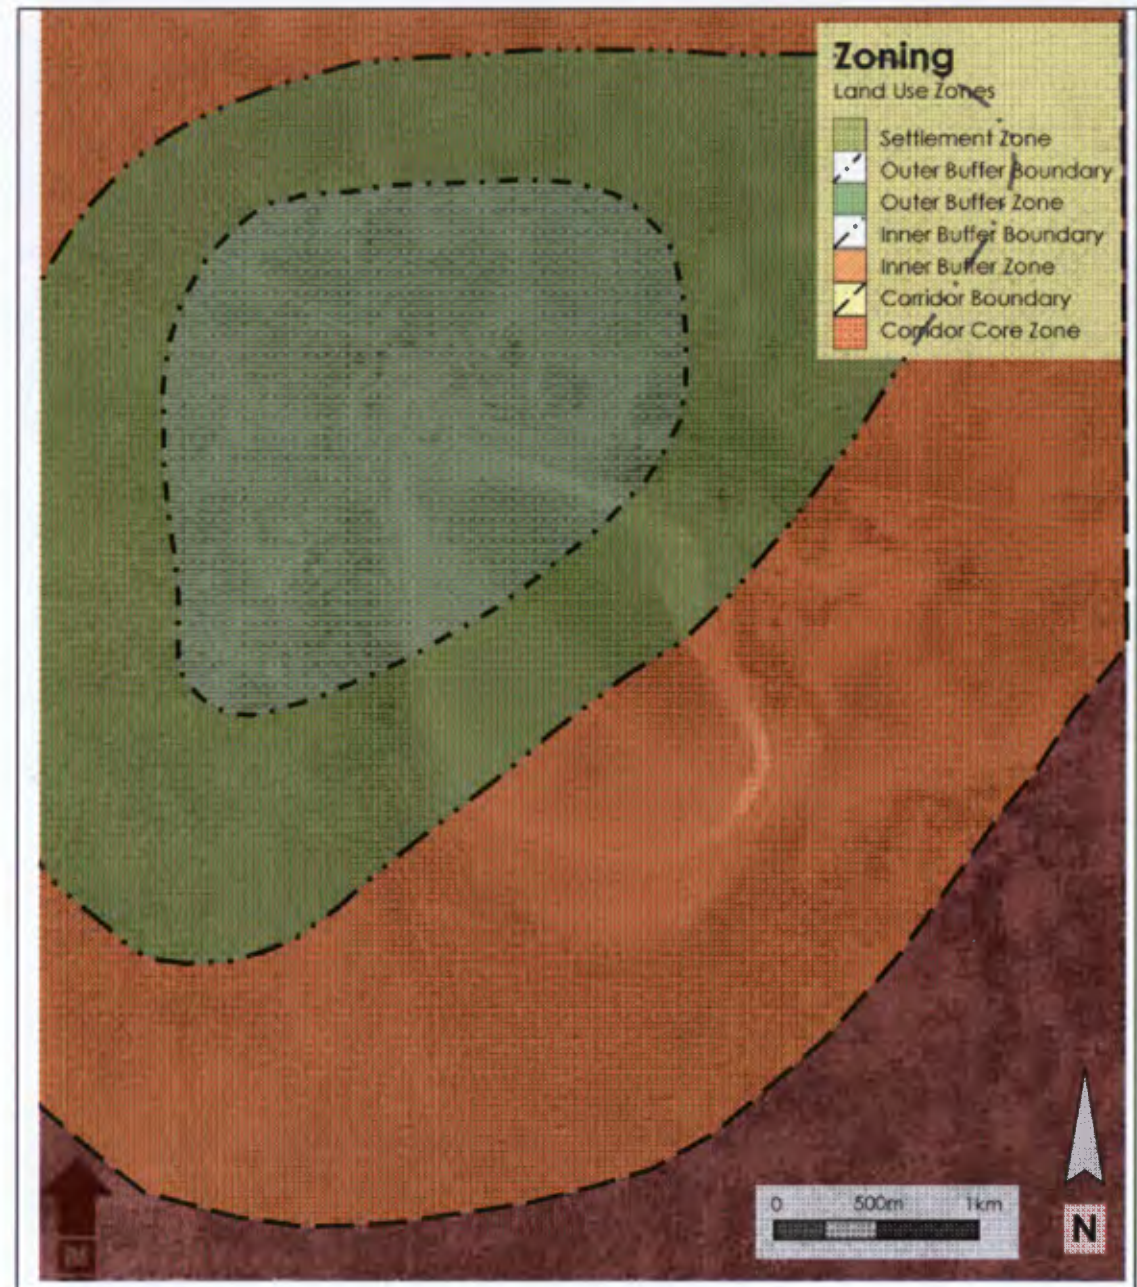 Zoning
Land Use Zones
Settlement Zone
Outer Buffer Boundary
Outer Buffer Zone
Inner Buffer Boundary
Inner Buffer Zone
Corridor Boundary
Corridor Core Zone
0 500m 1km
N
N